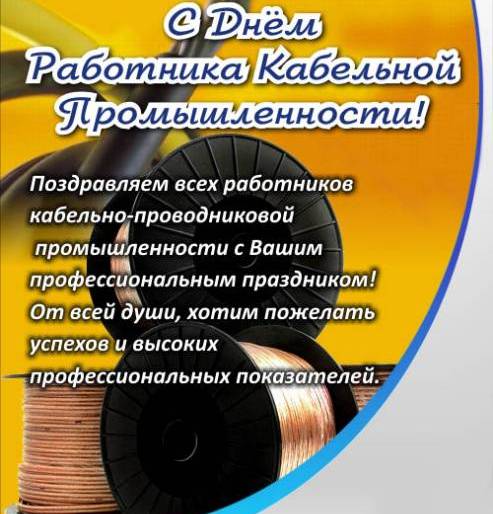 С Днём
Работника Кабельной
Промышленности!
Поздравляем всех работников
кабельно-проводниковой
промышленности с Вашим
профессиональным праздником!
От всей души, хотим пожелать
успехов и высоких
профессиональных показателей.